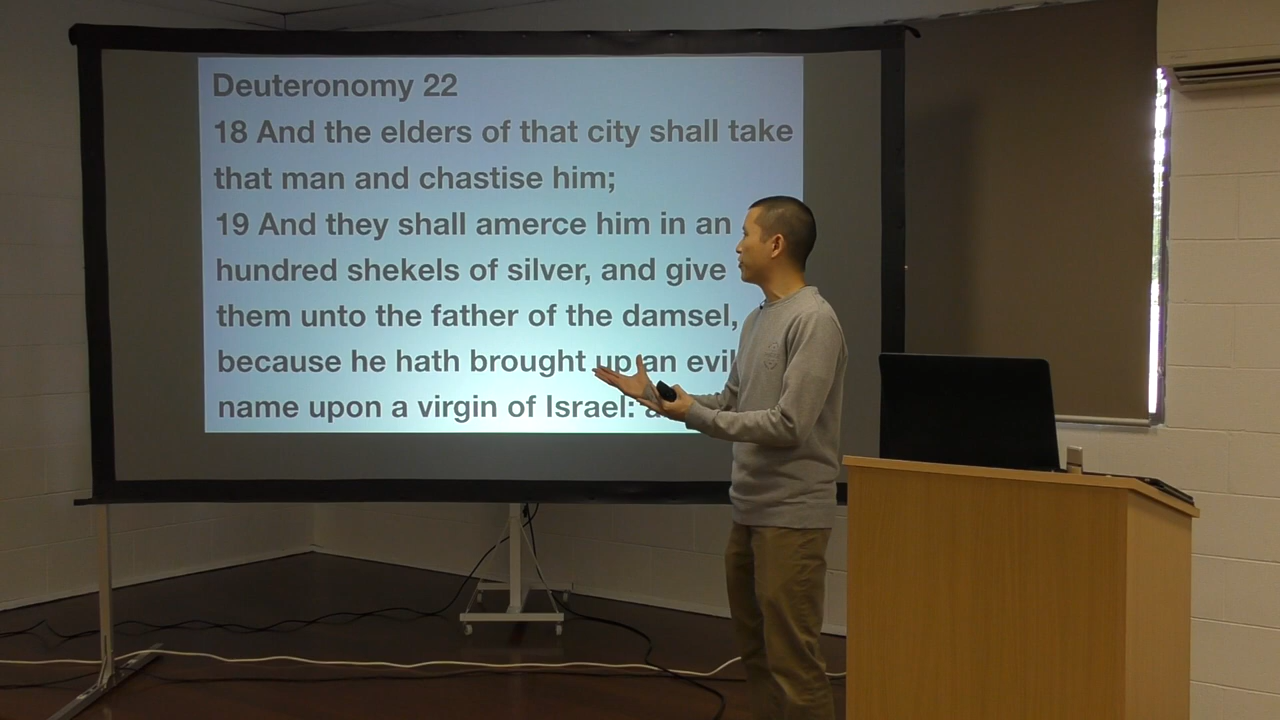 Deuteronomy 22
18 And the elders of that city shall take
that man and chastise him;
19 And they shall amerce him in an
hundred shekels of silver, and give
them unto the father of the damsel,
because he hath brought up an evil
name upon a virgin of Israel: